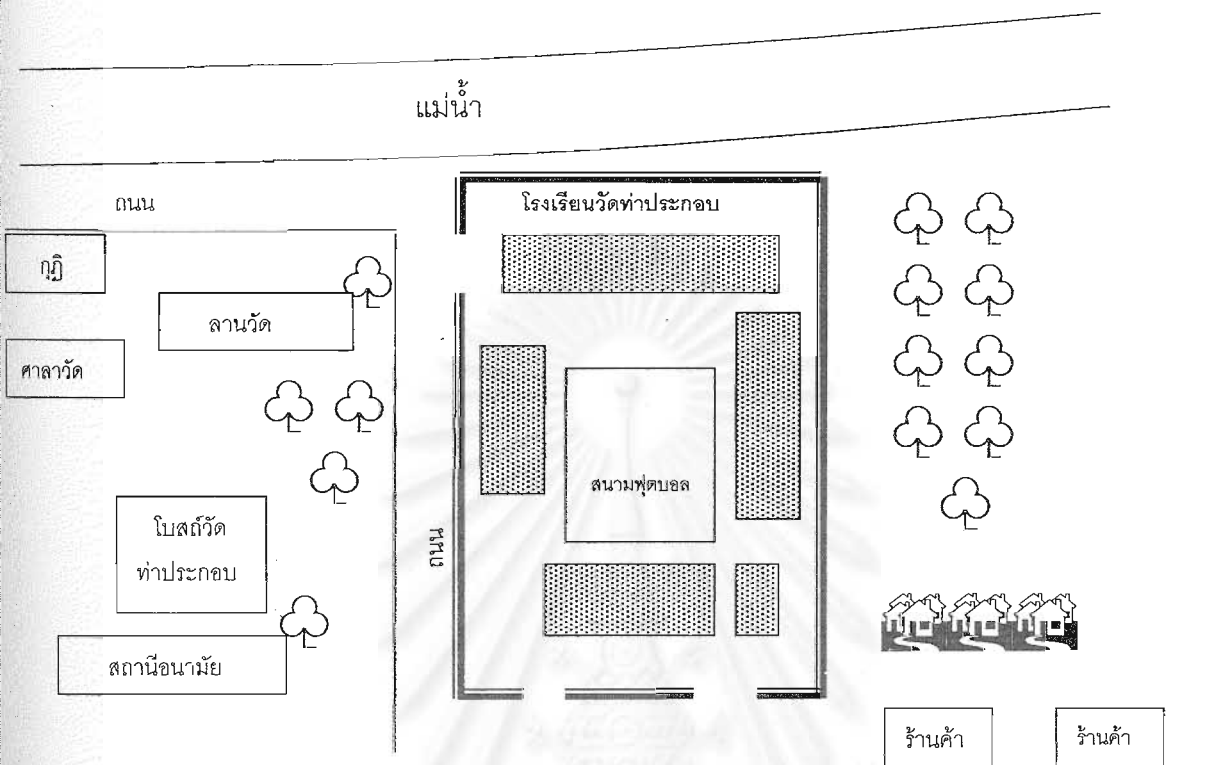 แม่น้ำ
ถนน
โรงเรียนวัดท่าประกอบ
กุฏิ
ลานวัด
ศาลาวัด
สนามฟุตบอล
โบสถ์วัด
ท่าประกอบ
ถนน
สถานีอนามัย
ร้านค้า
ร้านค้า